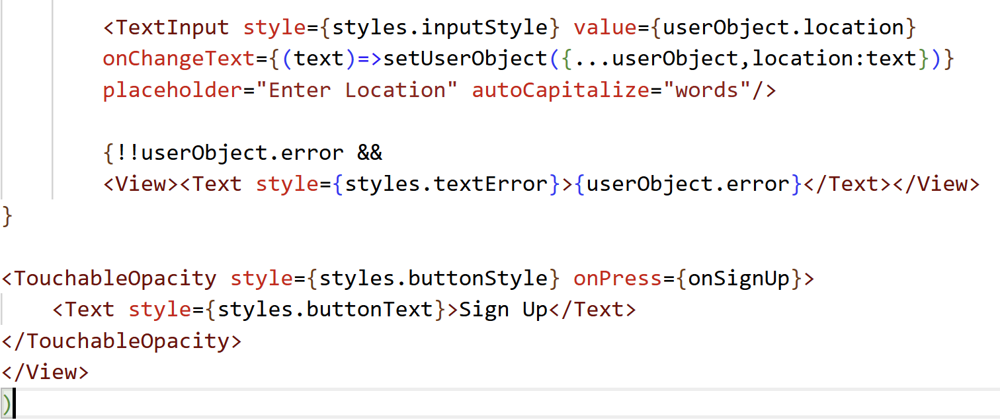 <TextInput style={styles.inputStyle} value={userObject.location}
onChangeText={(text)=>setUserObject({...userObject,location:text})}
placeholder="Enter Location" autoCapitalize="words"/>
{!!userObject.error &&
<View><Text style={styles.textError}>{userObject.error}</Text></View>
}
<TouchableOpacity style={styles.buttonStyle} onPress={onSignUp}>
<Text style={styles.buttonText}>Sign Up</Text>
</TouchableOpacity>
</View>
)